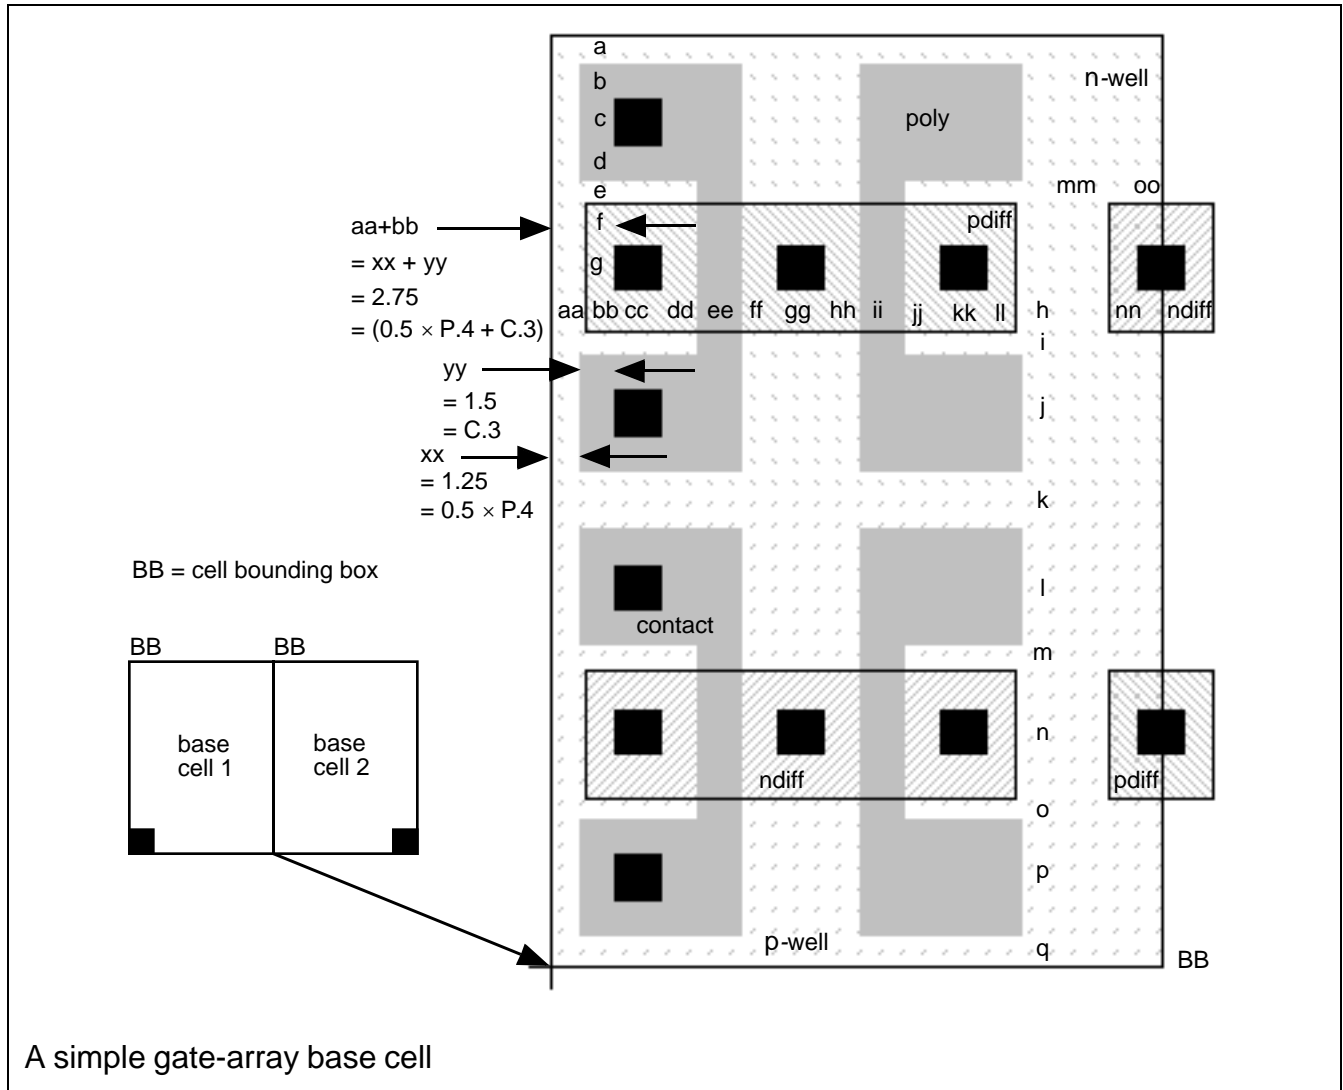 a
b
n-well
c
poly
d
e
mm
oo
aa+bb
f
pdiff
= xx + yy
g
= 2.75
aa bb cc dd ee ff gg hh ii jj kk ll h nn ndiff
= (0.5 × P.4 + C.3)
i
yy
= 1.5
j
= C.3
xx
= 1.25
k
= 0.5 × P.4
BB = cell bounding box
l
contact
BB BB
m
base
cell 1
base
cell 2
n
ndiff
pdiff
o
p
p-well
q
BB
A simple gate-array base cell